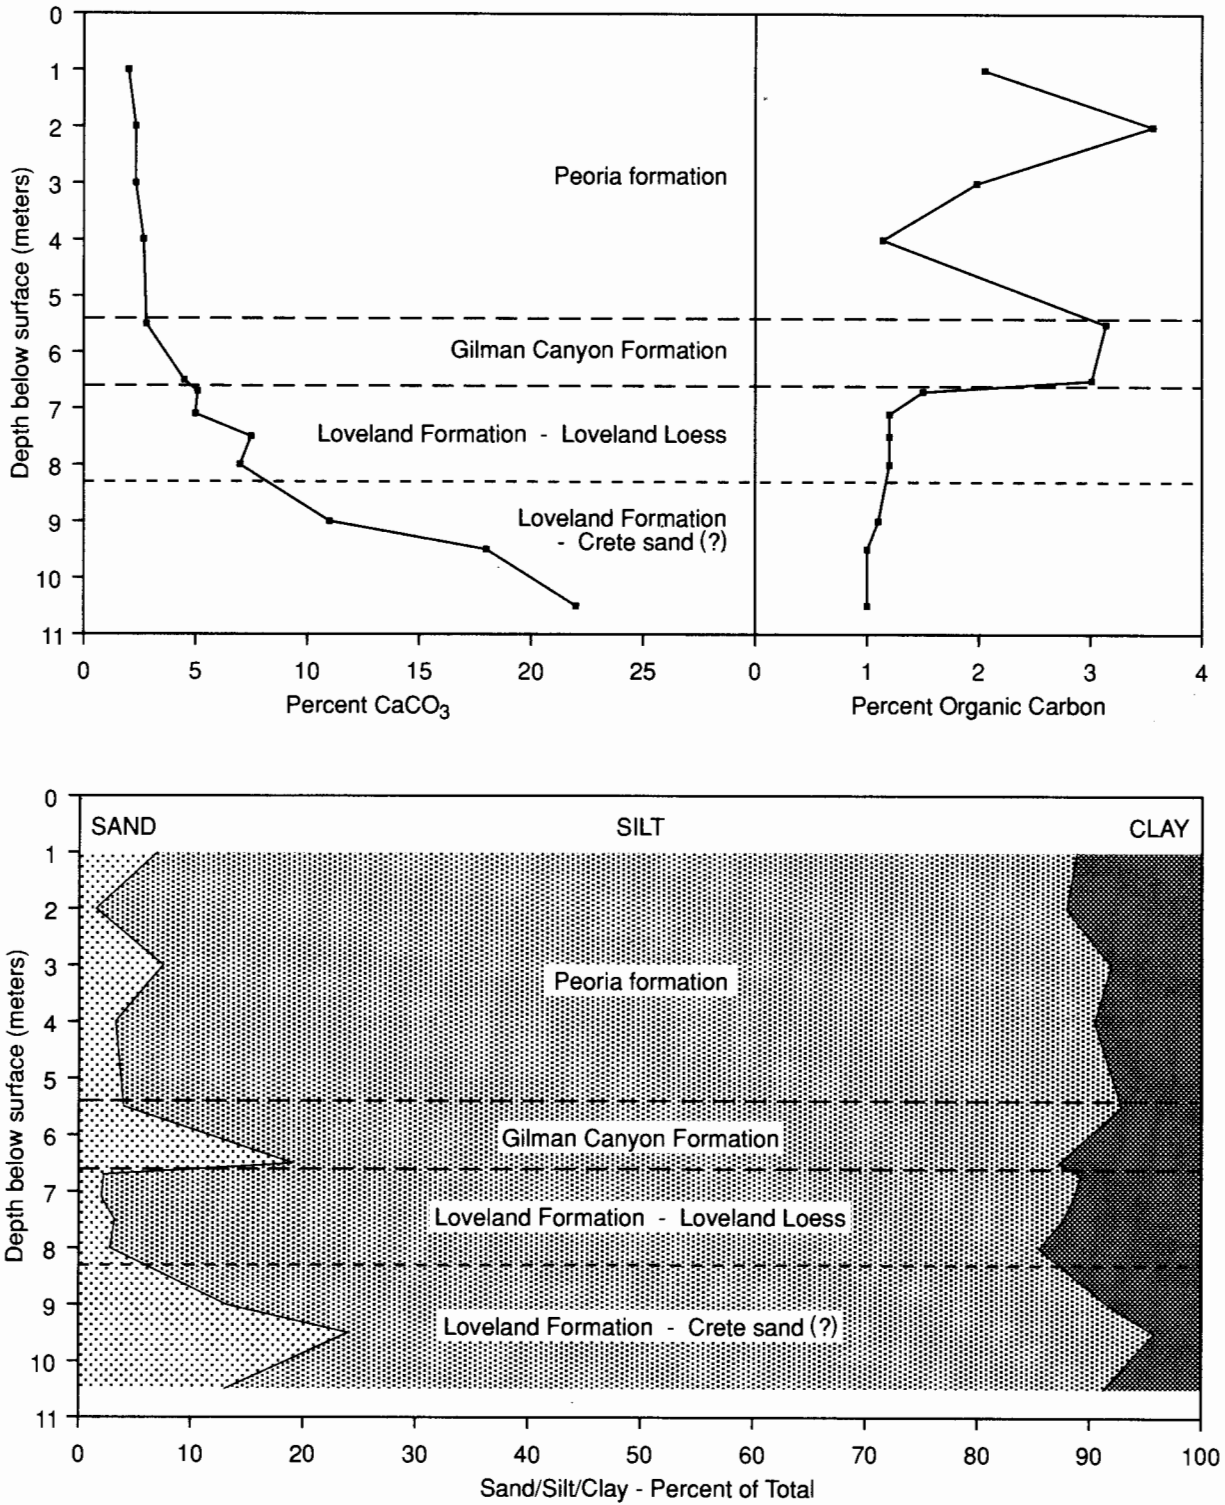 0
1
2
3
4
5
6
7
8
9
10
11
Depth below surface (meters)
Peoria formation
Gilman Canyon Formation
Loveland Formation - Loveland Loess
Loveland Formation
- Crete sand (?)
0 5 10 15 20 25
Percent CaCO₃
0 1 2 3 4
Percent Organic Carbon
0
1
2
3
4
5
6
7
8
9
10
11
Depth below surface (meters)
SAND SILT CLAY
Peoria formation
Gilman Canyon Formation
Loveland Formation - Loveland Loess
Loveland Formation - Crete sand (?)
0 10 20 30 40 50 60 70 80 90 100
Sand/Silt/Clay - Percent of Total